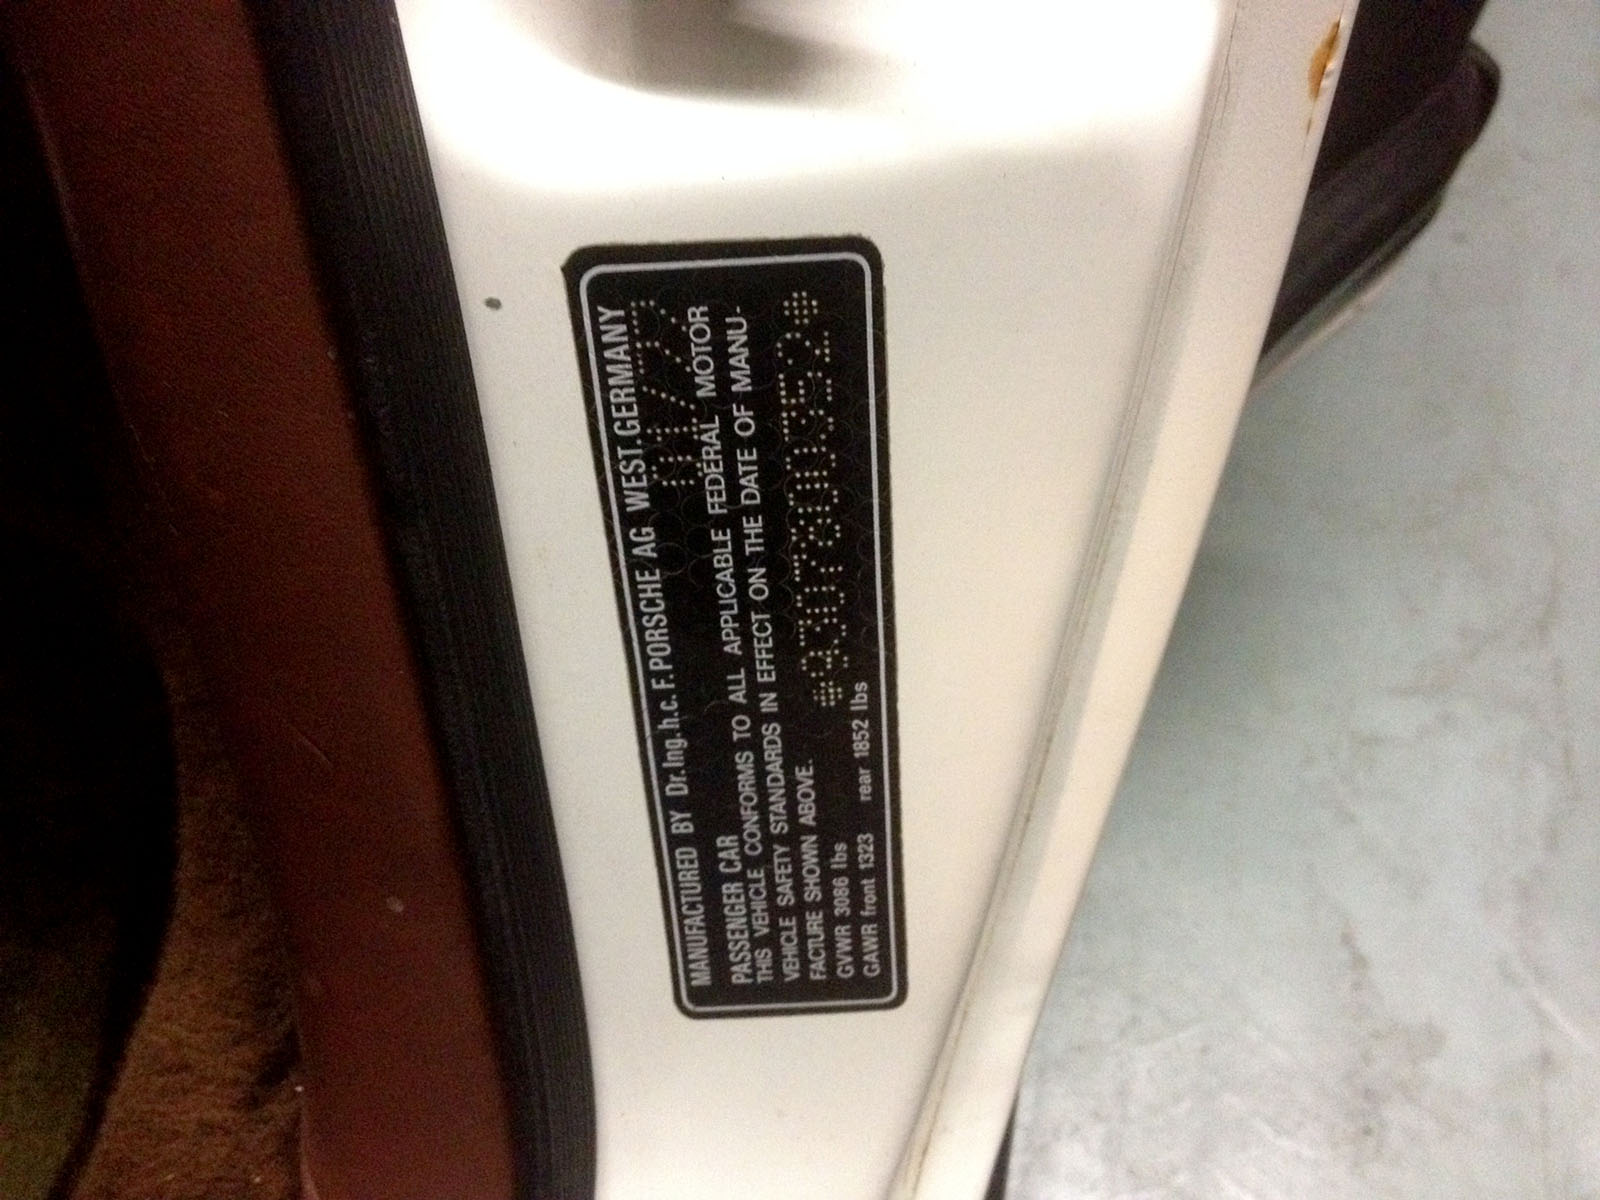 MANUFACTURED BY Dr.Ing.h.c.F.PORSCHE AG WEST.GERMANY
PASSENGER CAR
THIS VEHICLE CONFORMS TO ALL APPLICABLE FEDERAL MOTOR
VEHICLE SAFETY STANDARDS IN EFFECT ON THE DATE OF MANU-
FACTURE SHOWN ABOVE.
GVWR 3086 lbs
GAWR front 1323 rear 1852 lbs